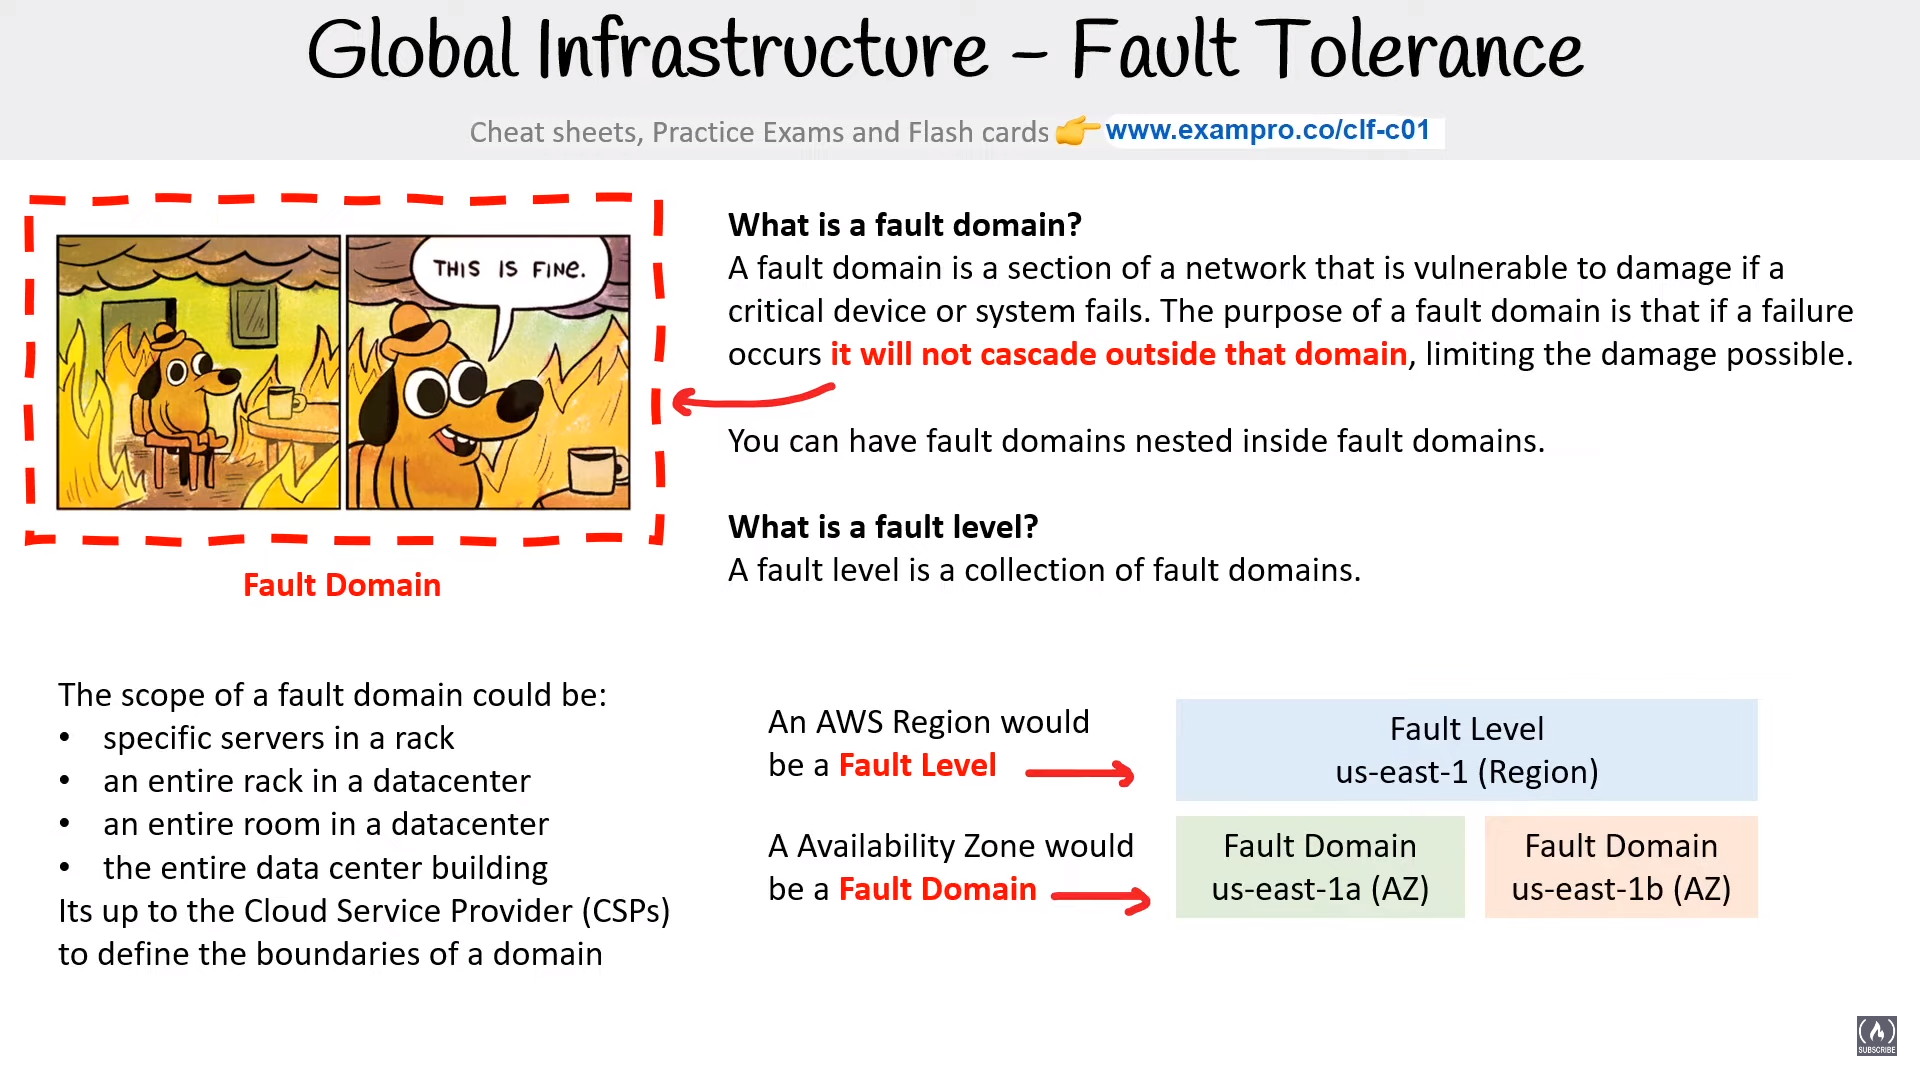 Global Infrastructure – Fault Tolerance
Cheat sheets, Practice Exams and Flash cards 👉 www.exampro.co/clf-c01
THIS IS FINE.
Fault Domain
What is a fault domain?
A fault domain is a section of a network that is vulnerable to damage if a
critical device or system fails. The purpose of a fault domain is that if a failure
occurs it will not cascade outside that domain, limiting the damage possible.
You can have fault domains nested inside fault domains.
What is a fault level?
A fault level is a collection of fault domains.
The scope of a fault domain could be:
• specific servers in a rack
• an entire rack in a datacenter
• an entire room in a datacenter
• the entire data center building
Its up to the Cloud Service Provider (CSPs)
to define the boundaries of a domain
An AWS Region would
be a Fault Level
Fault Level
us-east-1 (Region)
A Availability Zone would
be a Fault Domain
Fault Domain
us-east-1a (AZ)
Fault Domain
us-east-1b (AZ)
SUBSCRIBE